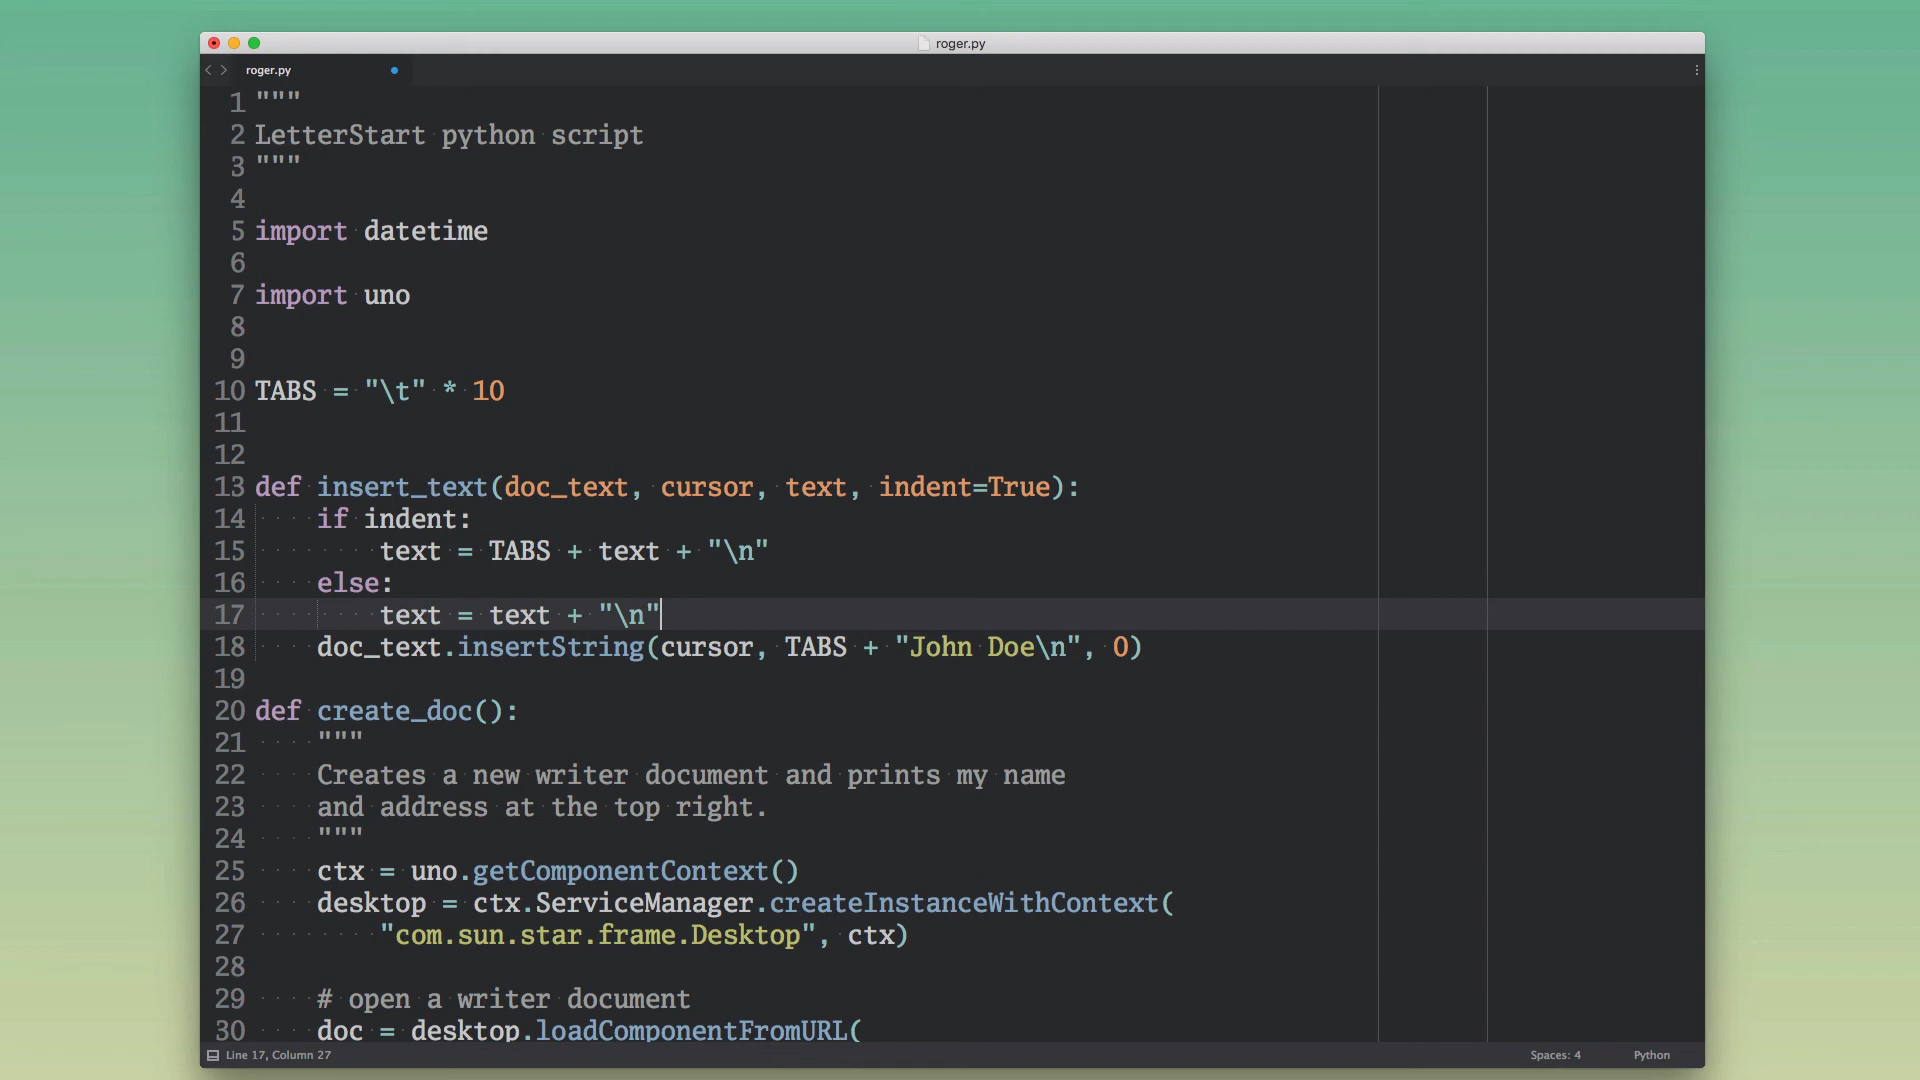 roger.py
roger.py
1 """
2 LetterStart python script
3 """
4
5 import datetime
6
7 import uno
8
9
10 TABS = "\t" * 10
11
12
13 def insert_text(doc_text, cursor, text, indent=True):
14     if indent:
15         text = TABS + text + "\n"
16     else:
17         text = text + "\n"
18     doc_text.insertString(cursor, TABS + "John Doe\n", 0)
19
20 def create_doc():
21     """
22     Creates a new writer document and prints my name
23     and address at the top right.
24     """
25     ctx = uno.getComponentContext()
26     desktop = ctx.ServiceManager.createInstanceWithContext(
27         "com.sun.star.frame.Desktop", ctx)
28
29     # open a writer document
30     doc = desktop.loadComponentFromURL(
Line 17, Column 27 Spaces: 4 Python